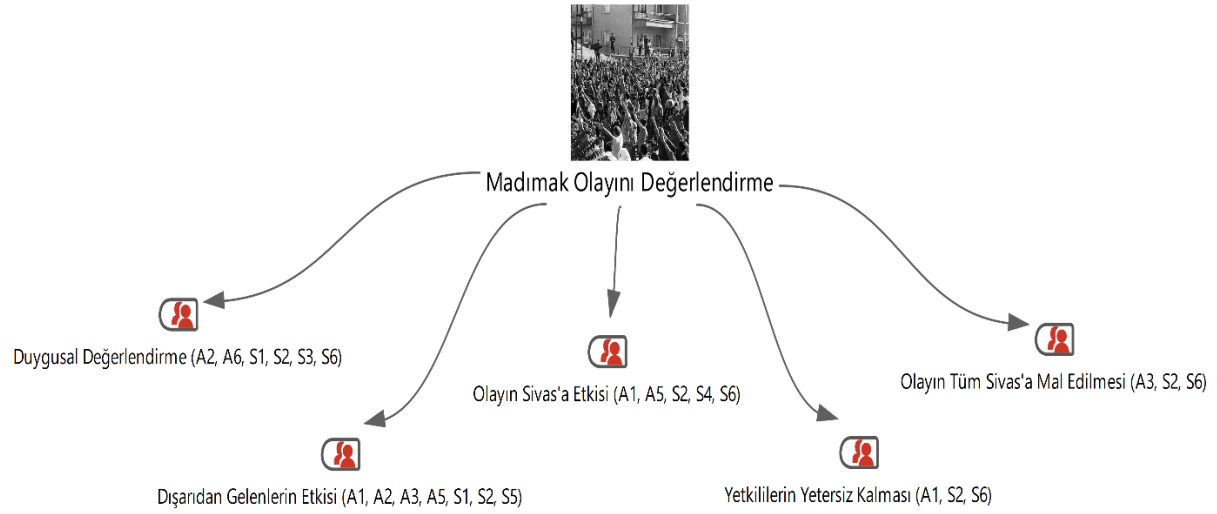 Madımak Olayını Değerlendirme
Duygusal Değerlendirme (A2, A6, S1, S2, S3, S6)
Dışarıdan Gelenlerin Etkisi (A1, A2, A3, A5, S1, S2, S5)
Olayın Sivas'a Etkisi (A1, A5, S2, S4, S6)
Yetkililerin Yetersiz Kalması (A1, S2, S6)
Olayın Tüm Sivas'a Mal Edilmesi (A3, S2, S6)